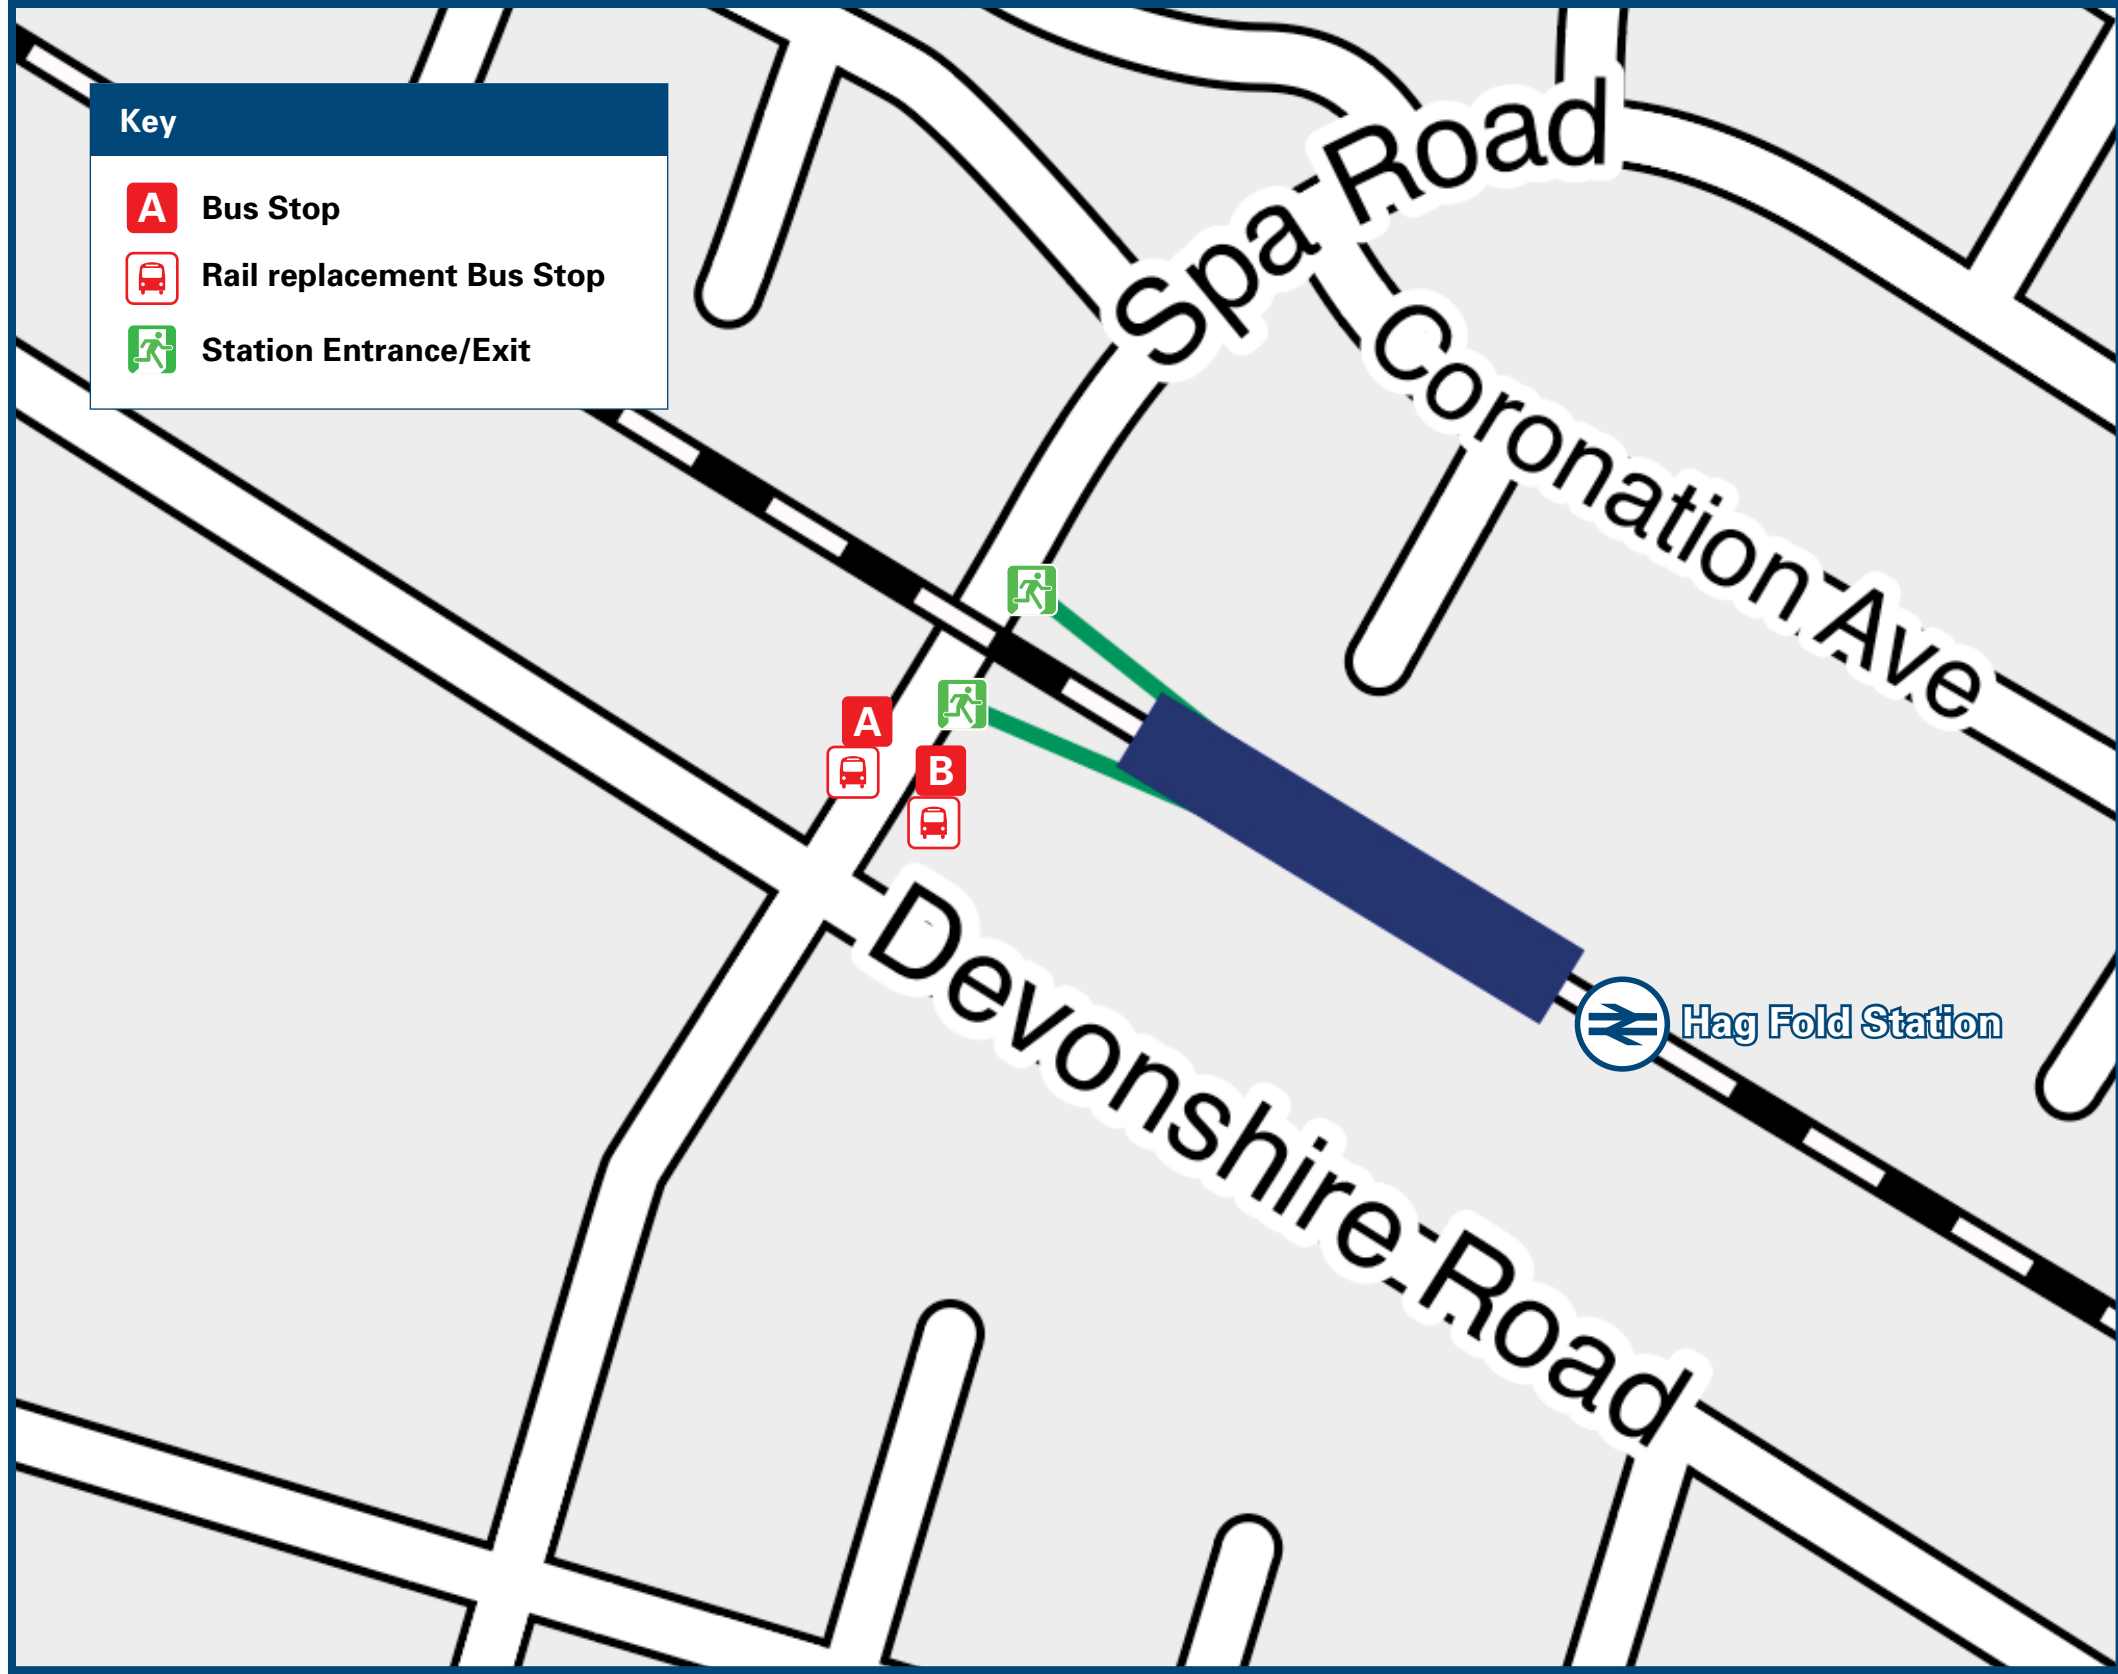 Key
A Bus Stop
Rail replacement Bus Stop
Station Entrance/Exit
Spa Road
Coronation Ave
A
B
Devonshire Road
Hag Fold Station